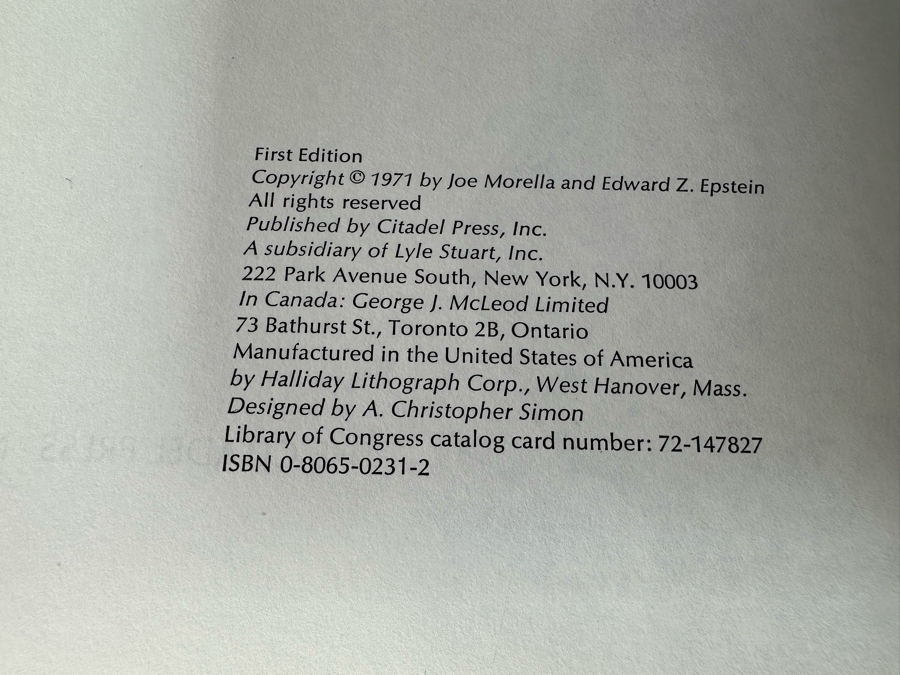 First Edition
Copyright © 1971 by Joe Morella and Edward Z. Epstein
All rights reserved
Published by Citadel Press, Inc.
A subsidiary of Lyle Stuart, Inc.
222 Park Avenue South, New York, N.Y. 10003
In Canada: George J. McLeod Limited
73 Bathurst St., Toronto 2B, Ontario
Manufactured in the United States of America
by Halliday Lithograph Corp., West Hanover, Mass.
Designed by A. Christopher Simon
Library of Congress catalog card number: 72-147827
ISBN 0-8065-0231-2